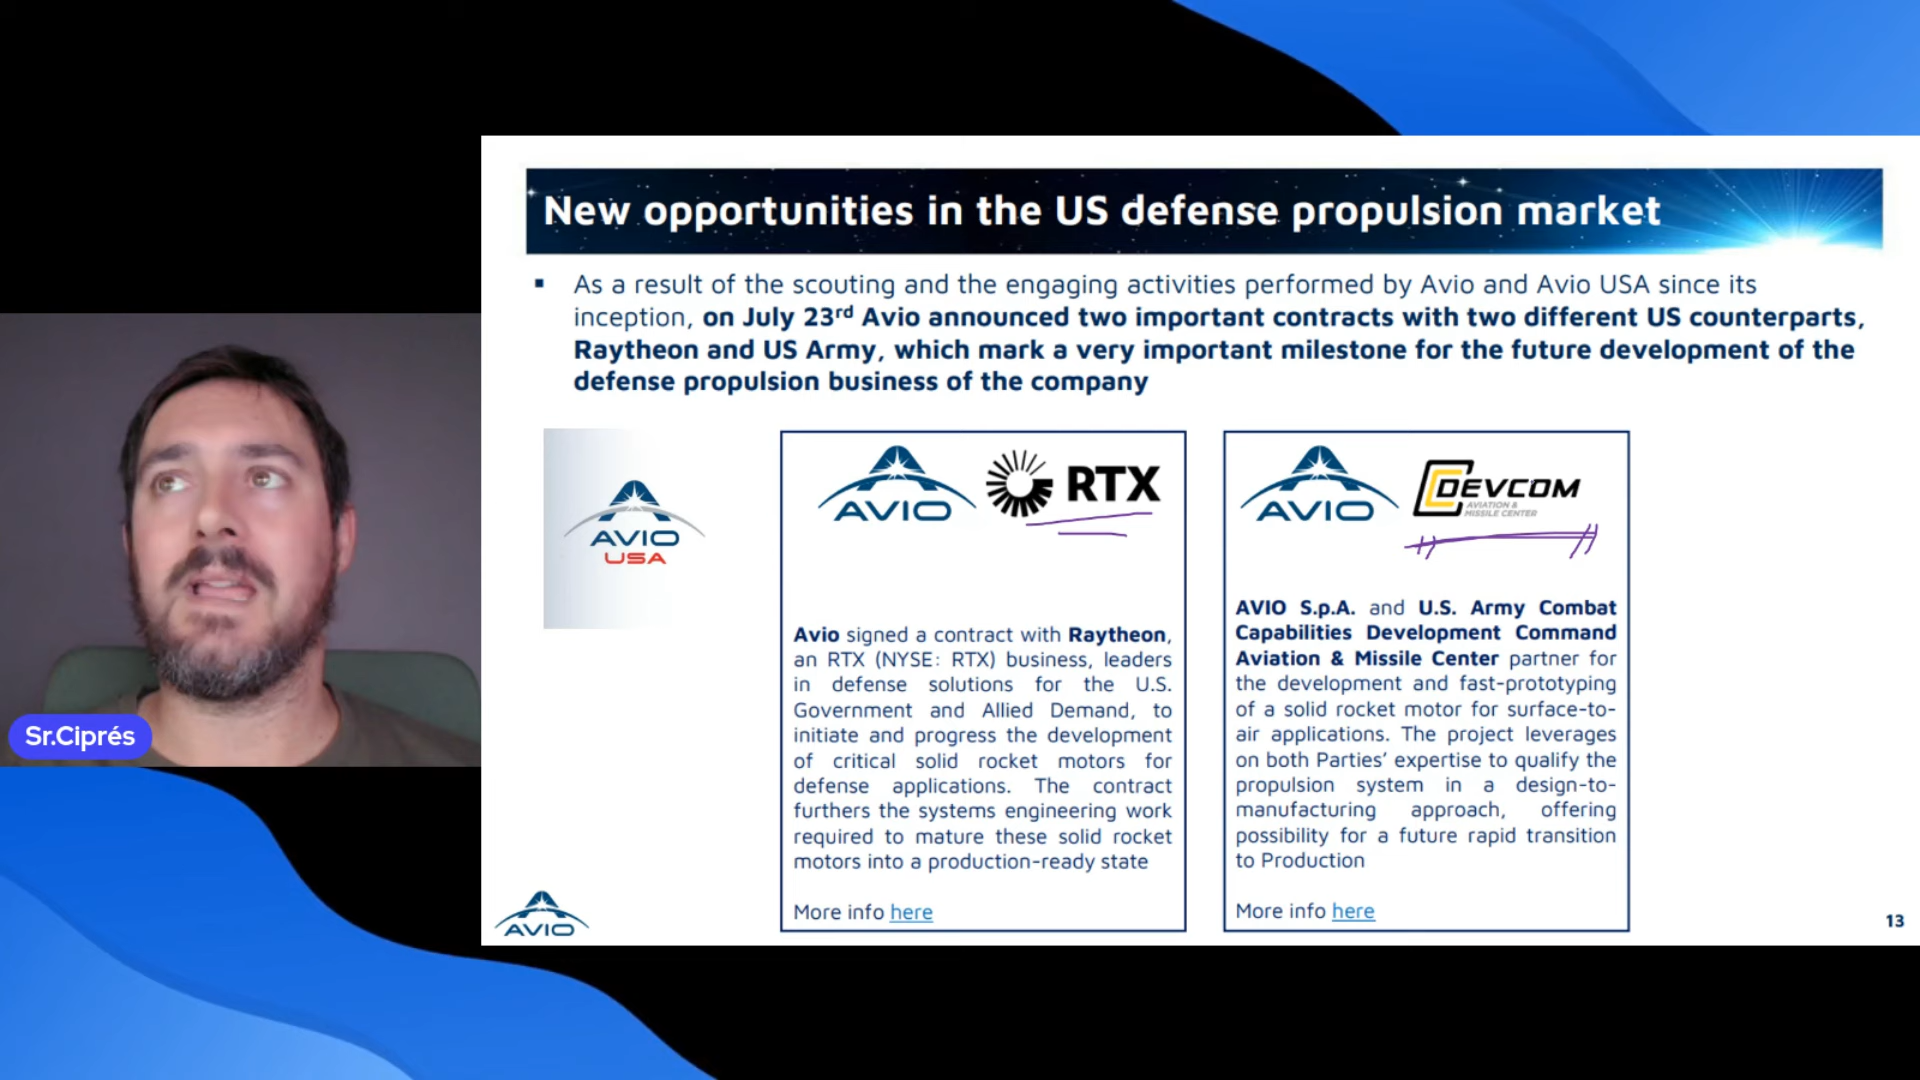 New opportunities in the US defense propulsion market
▪ As a result of the scouting and the engaging activities performed by Avio and Avio USA since its
inception, on July 23rd Avio announced two important contracts with two different US counterparts,
Raytheon and US Army, which mark a very important milestone for the future development of the
defense propulsion business of the company
AVIO
USA
AVIO
RTX
Avio signed a contract with Raytheon,
an RTX (NYSE: RTX) business, leaders
in defense solutions for the U.S.
Government and Allied Demand, to
initiate and progress the development
of critical solid rocket motors for
defense applications. The contract
furthers the systems engineering work
required to mature these solid rocket
motors into a production-ready state
More info here
AVIO
DEVCOM
AVIATION &
MISSILE CENTER
AVIO S.p.A. and U.S. Army Combat
Capabilities Development Command
Aviation & Missile Center partner for
the development and fast-prototyping
of a solid rocket motor for surface-to-
air applications. The project leverages
on both Parties’ expertise to qualify the
propulsion system in a design-to-
manufacturing approach, offering
possibility for a future rapid transition
to Production
More info here
Sr.Ciprés
AVIO
13